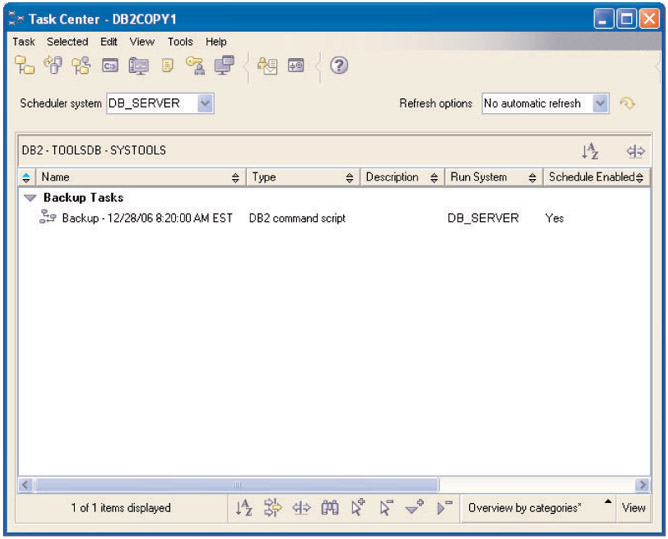 Task Center - DB2COPY1
Task Selected Edit View Tools Help
Scheduler system DB_SERVER Refresh options No automatic refresh
DB2 - TOOLSDB - SYSTOOLS
Name Type Description Run System Schedule Enabled
Backup Tasks
Backup - 12/28/06 8:20:00 AM EST DB2 command script DB_SERVER Yes
1 of 1 items displayed Overview by categories* View